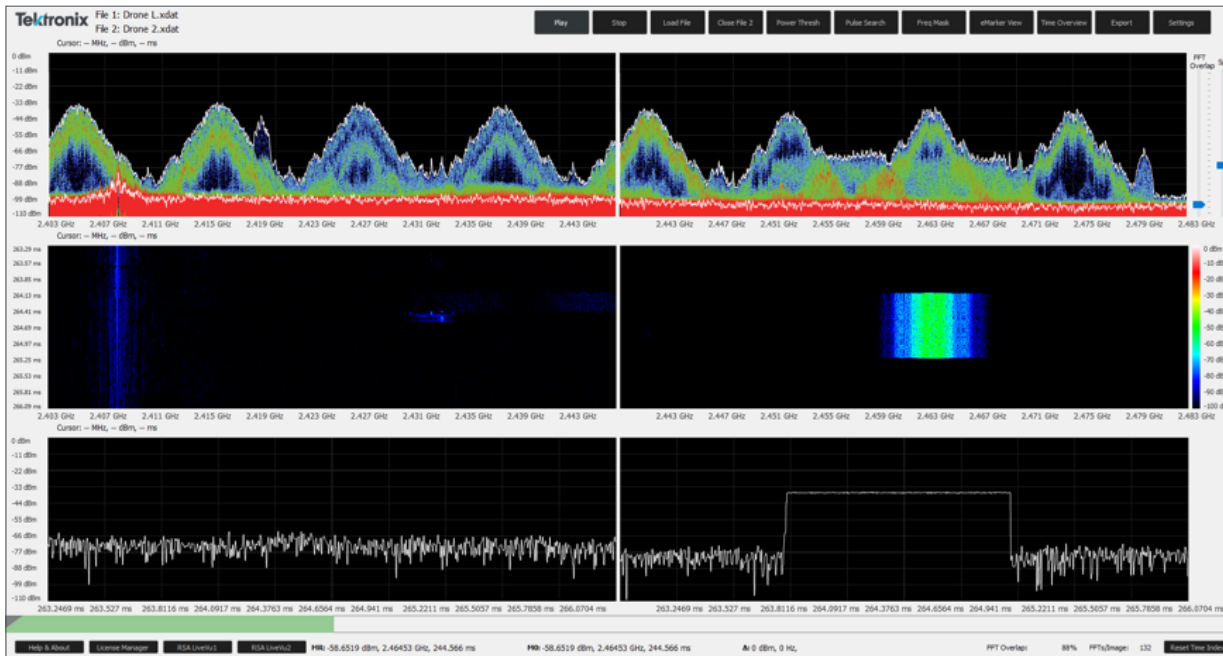 Tektronix
File 1: Drone L.xdat
File 2: Drone 2.xdat
Play Stop Load File Close File 2 Power Thresh Pulse Search Freq Mask eMarker View Time Overview Export Settings
Cursor: -- MHz, -- dBm, -- ms
0 dBm
-11 dBm
-22 dBm
-33 dBm
-44 dBm
-55 dBm
-66 dBm
-77 dBm
-88 dBm
-99 dBm
-110 dBm
FFT
Overlap
2.403 GHz 2.407 GHz 2.411 GHz 2.415 GHz 2.419 GHz 2.423 GHz 2.427 GHz 2.431 GHz 2.435 GHz 2.439 GHz 2.443 GHz 2.443 GHz 2.447 GHz 2.451 GHz 2.455 GHz 2.459 GHz 2.463 GHz 2.467 GHz 2.471 GHz 2.475 GHz 2.479 GHz 2.483 GHz
Cursor: -- MHz, -- dBm, -- ms
263.29 ms
263.57 ms
263.85 ms
264.13 ms
264.41 ms
264.69 ms
264.97 ms
265.25 ms
265.53 ms
265.81 ms
266.09 ms
0 dBm
-10 dB
-20 dB
-30 dB
-40 dB
-50 dB
-60 dB
-70 dB
-80 dB
-90 dB
-100 dB
2.403 GHz 2.407 GHz 2.411 GHz 2.415 GHz 2.419 GHz 2.423 GHz 2.427 GHz 2.431 GHz 2.435 GHz 2.439 GHz 2.443 GHz 2.443 GHz 2.447 GHz 2.451 GHz 2.455 GHz 2.459 GHz 2.463 GHz 2.467 GHz 2.471 GHz 2.475 GHz 2.479 GHz 2.483 GHz
Cursor: -- MHz, -- dBm, -- ms
0 dBm
-11 dBm
-22 dBm
-33 dBm
-44 dBm
-55 dBm
-66 dBm
-77 dBm
-88 dBm
-99 dBm
-110 dBm
263.2469 ms 263.527 ms 263.8116 ms 264.0917 ms 264.3763 ms 264.6564 ms 264.941 ms 265.2211 ms 265.5057 ms 265.7858 ms 266.0704 ms 263.2469 ms 263.527 ms 263.8116 ms 264.0917 ms 264.3763 ms 264.6564 ms 264.941 ms 265.2211 ms 265.5057 ms 265.7858 ms 266.0704 ms
Help & About License Manager RSA LiveVu1 RSA LiveVu2 -58.6519 dBm, 2.46453 GHz, 244.566 ms -58.6519 dBm, 2.46453 GHz, 244.566 ms Δ: 0 dBm, 0 Hz, FFT Overlap: 88% FFTs/Image: 132 Reset Time Index